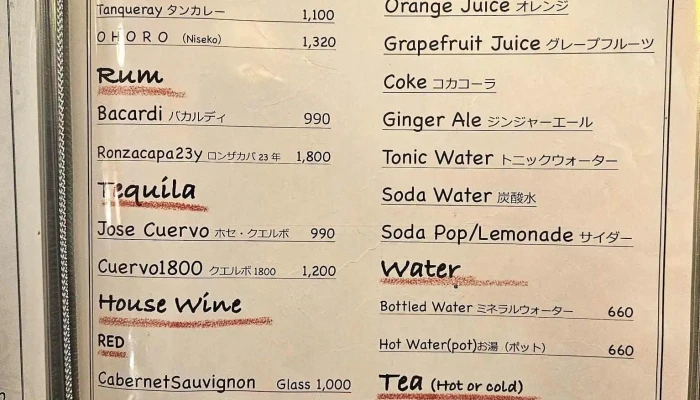 Tanqueray タンカレー 1,100
OHORO (Niseko) 1,320
Rum
Bacardi バカルディ 990
Ronzacapa23y ロンザカパ 23 年 1,800
Tequila
Jose Cuervo ホセ・クエルボ 990
Cuervo1800 クエルボ 1800 1,200
House Wine
RED
CabernetSauvignon Glass 1,000
Orange Juice オレンジ
Grapefruit Juice グレープフルーツ
Coke コカコーラ
Ginger Ale ジンジャーエール
Tonic Water トニックウォーター
Soda Water 炭酸水
Soda Pop/Lemonade サイダー
Water
Bottled Water ミネラルウォーター 660
Hot Water(pot)お湯（ポット） 660
Tea (Hot or cold)